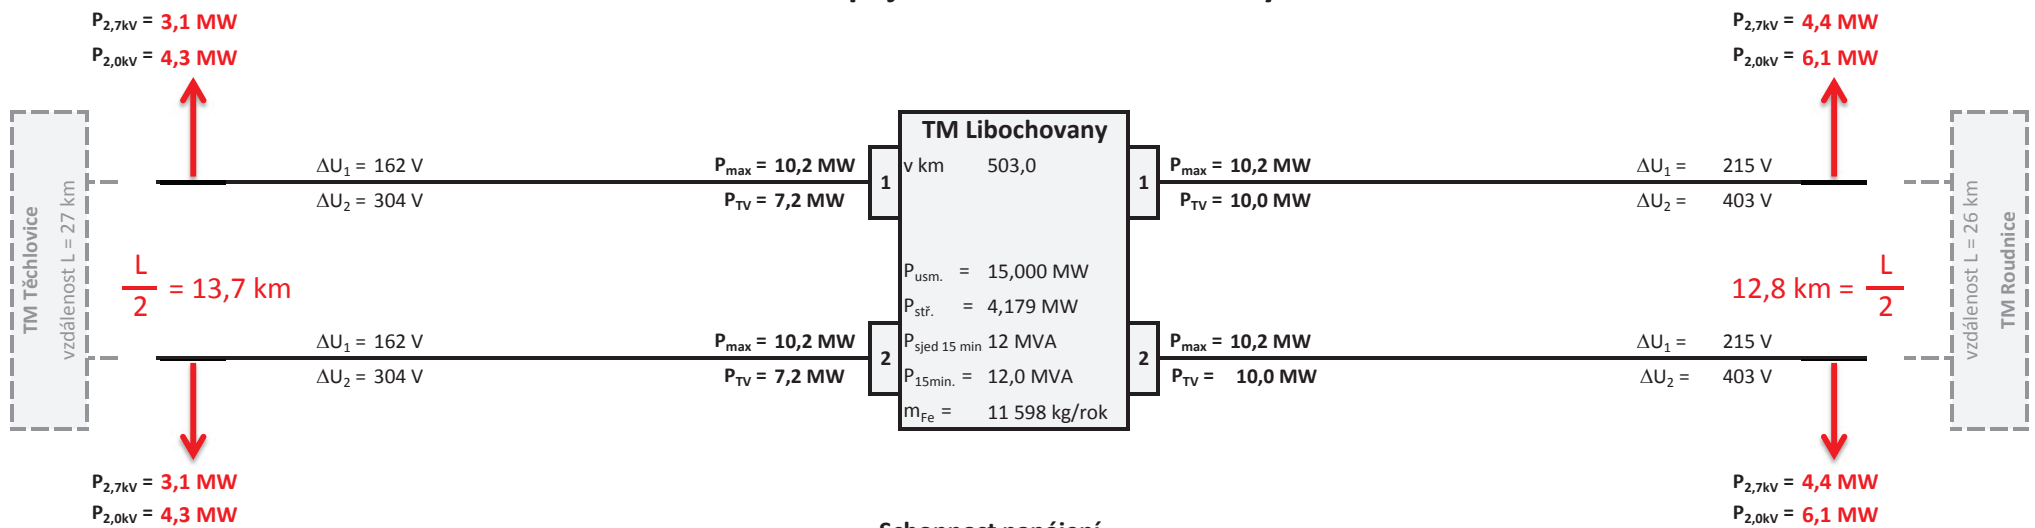 P2,7kV = 3,1 MW
P2,0kV = 4,3 MW
P2,7kV = 4,4 MW
P2,0kV = 6,1 MW
TM Těchlovice
vzdálenost L = 27 km
L
2
= 13,7 km
ΔU1 = 162 V
ΔU2 = 304 V
Pmax = 10,2 MW
PTV = 7,2 MW
1
TM Libochovany
v km 503,0
1
Pmax = 10,2 MW
PTV = 10,0 MW
ΔU1 = 215 V
ΔU2 = 403 V
Pusm. = 15,000 MW
Pstř. = 4,179 MW
Psjed 15 min 12 MVA
P15min. = 12,0 MVA
mFe = 11 598 kg/rok
12,8 km =
L
2
vzdálenost L = 26 km
TM Roudnice
ΔU1 = 162 V
ΔU2 = 304 V
Pmax = 10,2 MW
PTV = 7,2 MW
2
2
Pmax = 10,2 MW
PTV = 10,0 MW
ΔU1 = 215 V
ΔU2 = 403 V
P2,7kV = 3,1 MW
P2,0kV = 4,3 MW
P2,7kV = 4,4 MW
P2,0kV = 6,1 MW